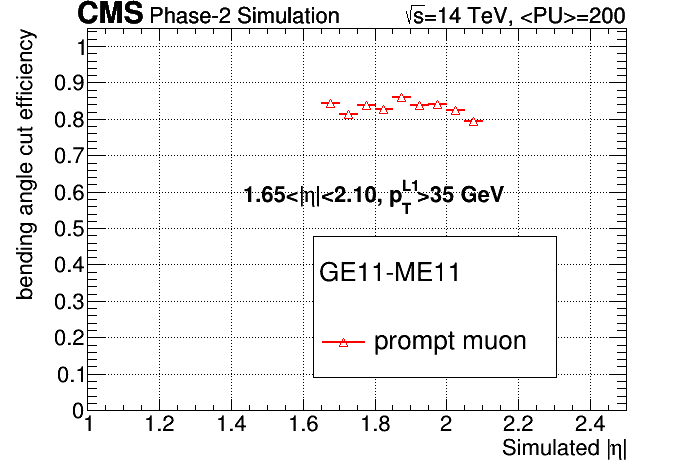 CMS Phase-2 Simulation √s=14 TeV, <PU>=200
bending angle cut efficiency
1
0.9
0.8
0.7
0.6
0.5
0.4
0.3
0.2
0.1
0
1.65<|η|<2.10, p_T^L1>35 GeV
GE11-ME11
prompt muon
1 1.2 1.4 1.6 1.8 2 2.2 2.4
Simulated |η|